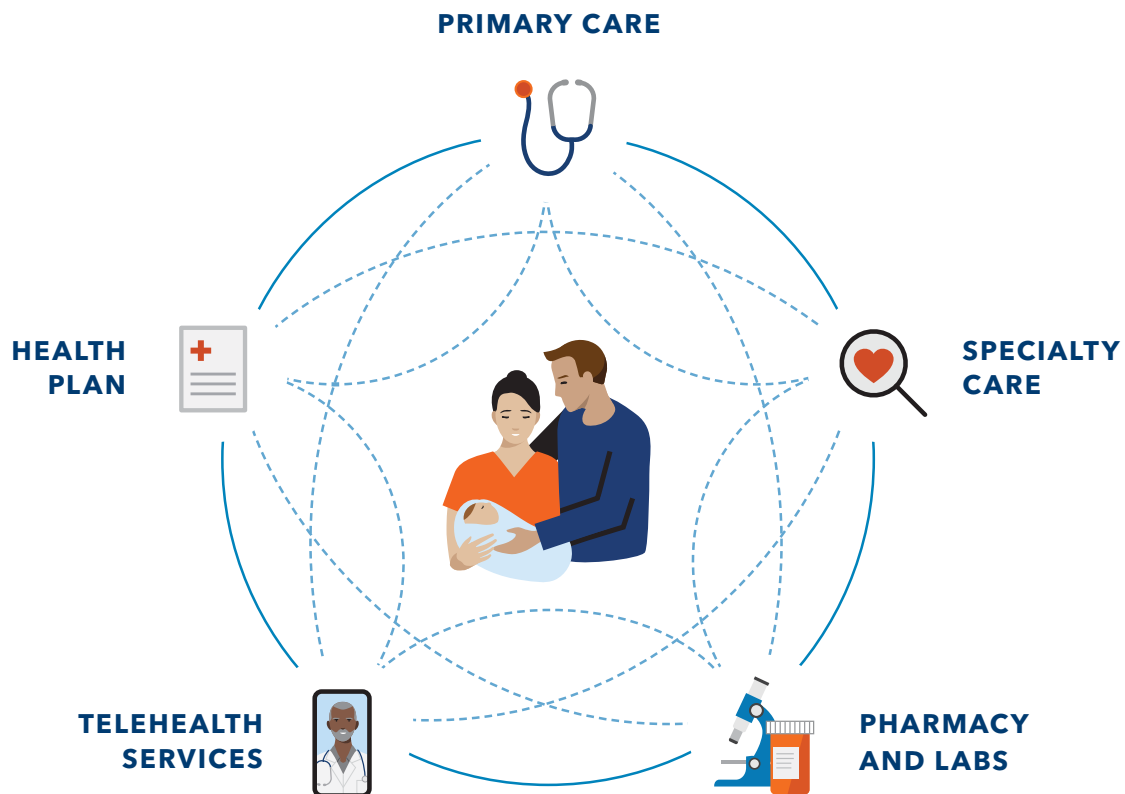 PRIMARY CARE
HEALTH
PLAN
SPECIALTY
CARE
TELEHEALTH
SERVICES
PHARMACY
AND LABS